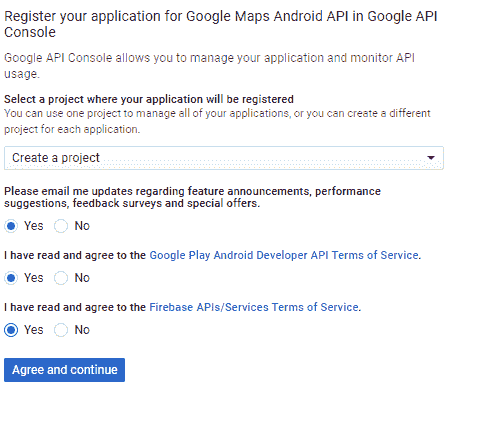 Register your application for Google Maps Android API in Google API
Console
Google API Console allows you to manage your application and monitor API
usage.
Select a project where your application will be registered
You can use one project to manage all of your applications, or you can create a different
project for each application.
Create a project
Please email me updates regarding feature announcements, performance
suggestions, feedback surveys and special offers.
Yes No
I have read and agree to the Google Play Android Developer API Terms of Service.
Yes No
I have read and agree to the Firebase APIs/Services Terms of Service.
Yes No
Agree and continue